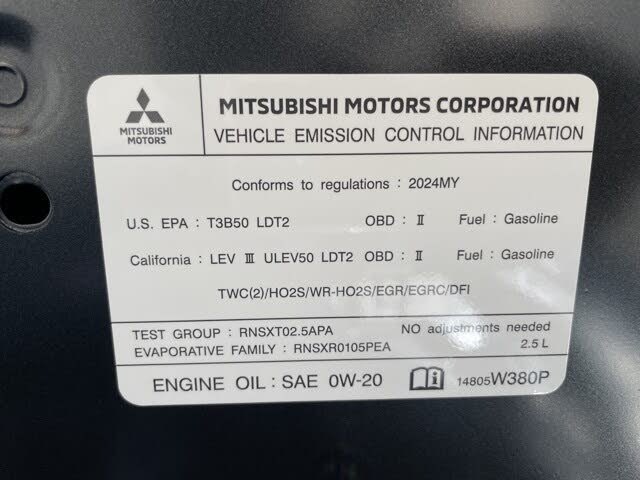 MITSUBISHI MOTORS CORPORATION
MITSUBISHI
MOTORS
VEHICLE EMISSION CONTROL INFORMATION
Conforms to regulations : 2024MY
U.S. EPA : T3B50 LDT2 OBD : Ⅱ Fuel : Gasoline
California : LEV Ⅲ ULEV50 LDT2 OBD : Ⅱ Fuel : Gasoline
TWC(2)/HO2S/WR-HO2S/EGR/EGRC/DFI
TEST GROUP : RNSXT02.5APA NO adjustments needed
EVAPORATIVE FAMILY : RNSXR0105PEA 2.5 L
ENGINE OIL : SAE 0W-20 14805W380P